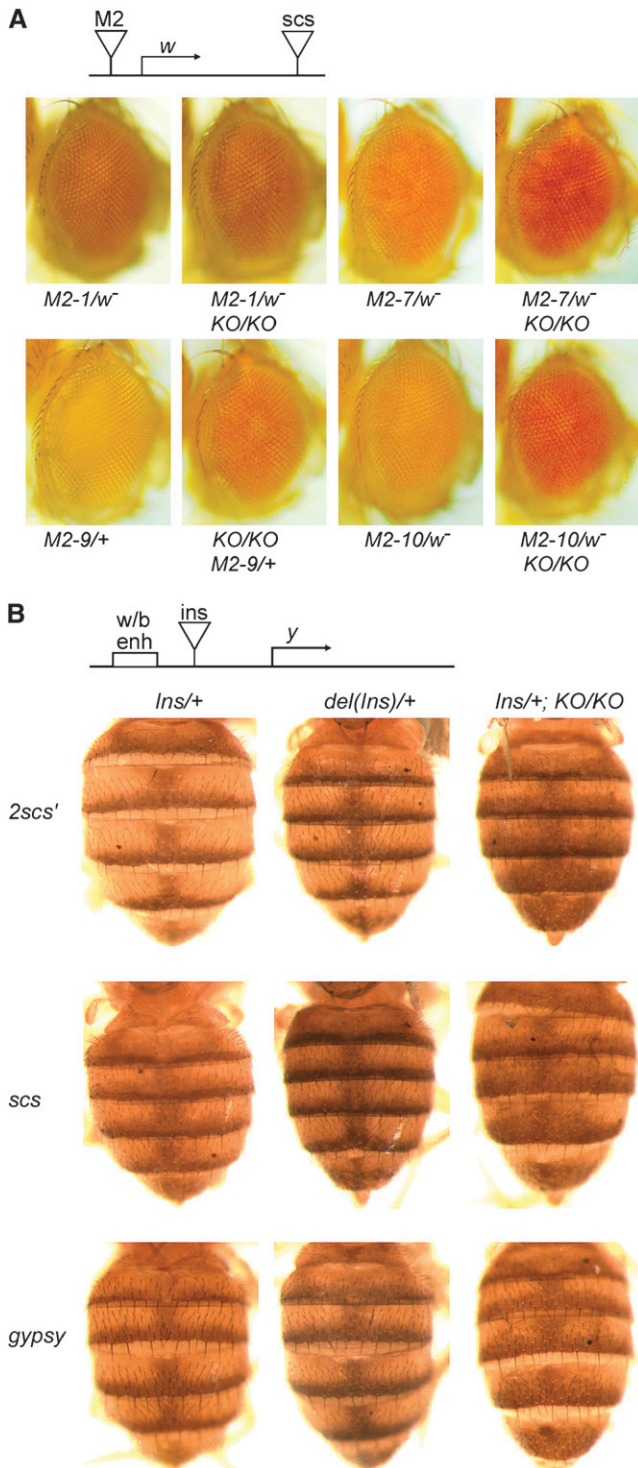 A
M2
w
scs
M2-1/w⁻
M2-1/w⁻
KO/KO
M2-7/w⁻
M2-7/w⁻
KO/KO
M2-9/+
KO/KO
M2-9/+
M2-10/w⁻
M2-10/w⁻
KO/KO
B
w/b
enh
ins
y
Ins/+
del(Ins)/+
Ins/+; KO/KO
2scs'
scs
gypsy